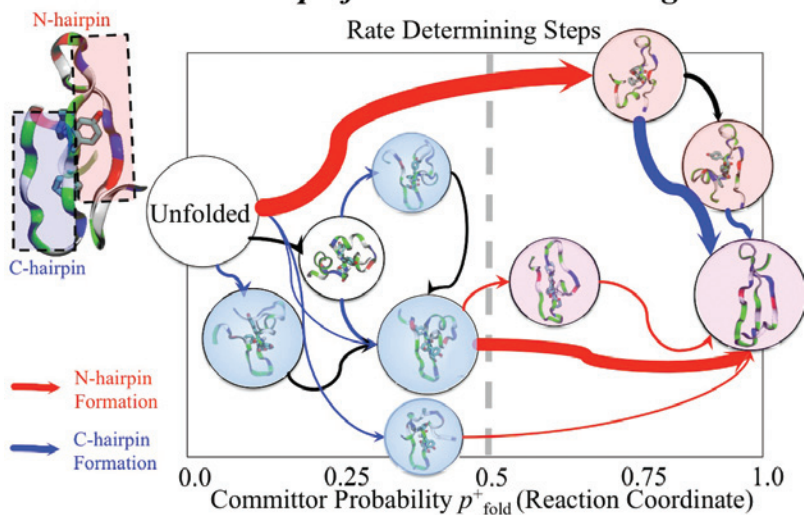 N-hairpin
Rate Determining Steps
Unfolded
C-hairpin
N-hairpin
Formation
C-hairpin
Formation
0.0
0.25
0.5
0.75
1.0
Committor Probability p⁺fold (Reaction Coordinate)